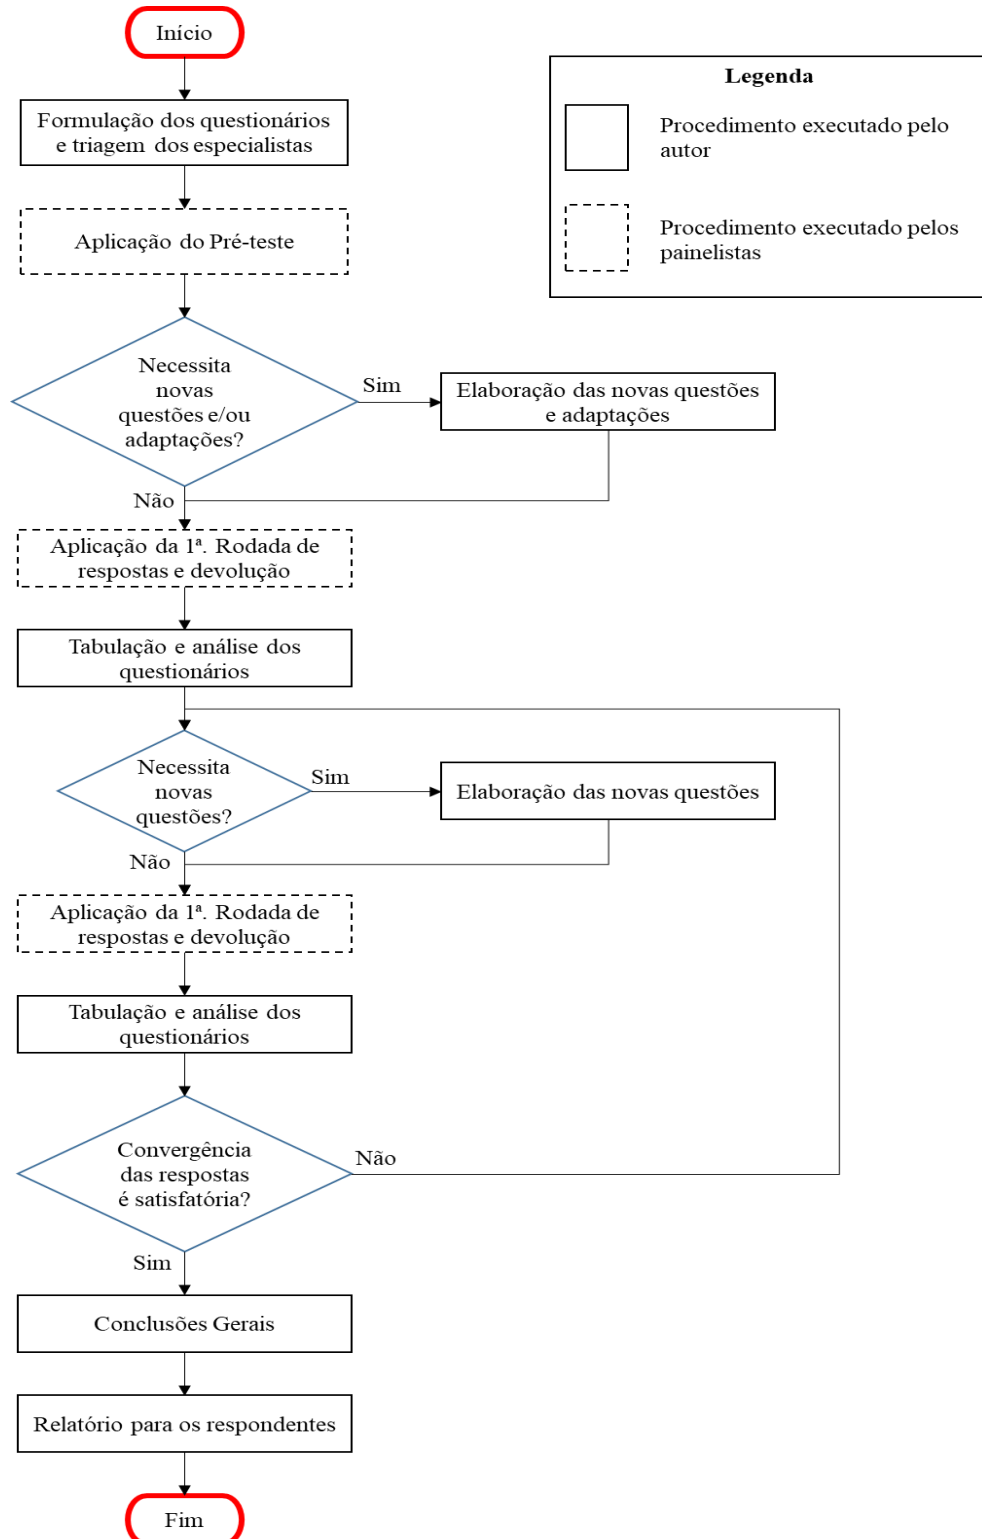 Início
Legenda
Procedimento executado pelo
autor
Procedimento executado pelos
painelistas
Formulação dos questionários
e triagem dos especialistas
Aplicação do Pré-teste
Necessita
novas
questões e/ou
adaptações?
Sim
Elaboração das novas questões
e adaptações
Não
Aplicação da 1ª. Rodada de
respostas e devolução
Tabulação e análise dos
questionários
Necessita
novas
questões?
Sim
Elaboração das novas questões
Não
Aplicação da 1ª. Rodada de
respostas e devolução
Tabulação e análise dos
questionários
Convergência
das respostas
é satisfatória?
Não
Sim
Conclusões Gerais
Relatório para os respondentes
Fim